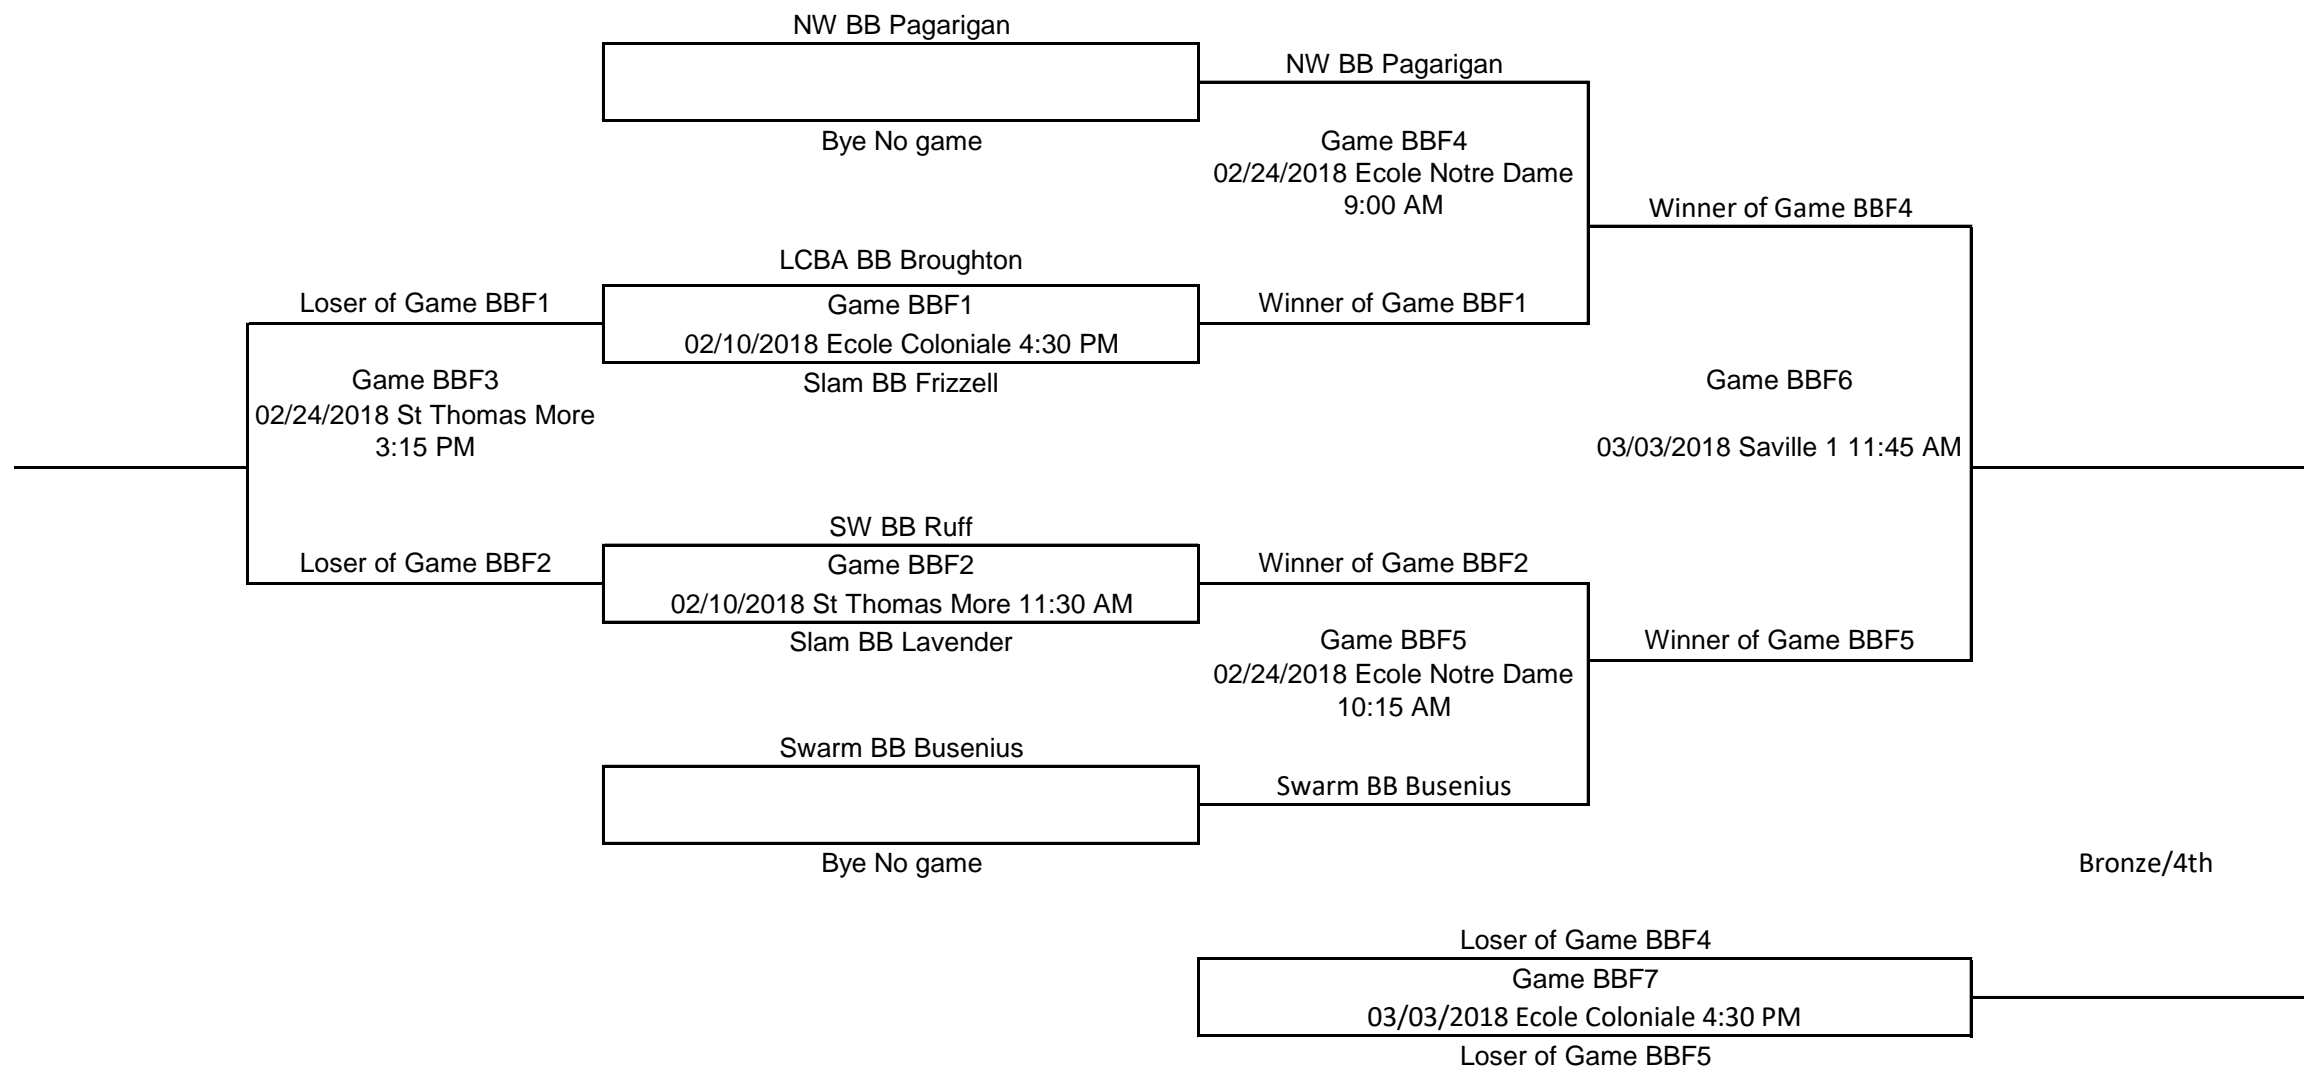 NW BB Pagarigan
NW BB Pagarigan
Bye No game
Game BBF4
02/24/2018 Ecole Notre Dame
9:00 AM
Winner of Game BBF4
LCBA BB Broughton
Loser of Game BBF1
Game BBF1
Winner of Game BBF1
02/10/2018 Ecole Coloniale 4:30 PM
Slam BB Frizzell
Game BBF3
02/24/2018 St Thomas More
3:15 PM
Game BBF6
03/03/2018 Saville 1 11:45 AM
SW BB Ruff
Loser of Game BBF2
Game BBF2
Winner of Game BBF2
02/10/2018 St Thomas More 11:30 AM
Slam BB Lavender
Game BBF5
02/24/2018 Ecole Notre Dame
10:15 AM
Winner of Game BBF5
Swarm BB Busenius
Swarm BB Busenius
Bye No game
Bronze/4th
Loser of Game BBF4
Game BBF7
03/03/2018 Ecole Coloniale 4:30 PM
Loser of Game BBF5